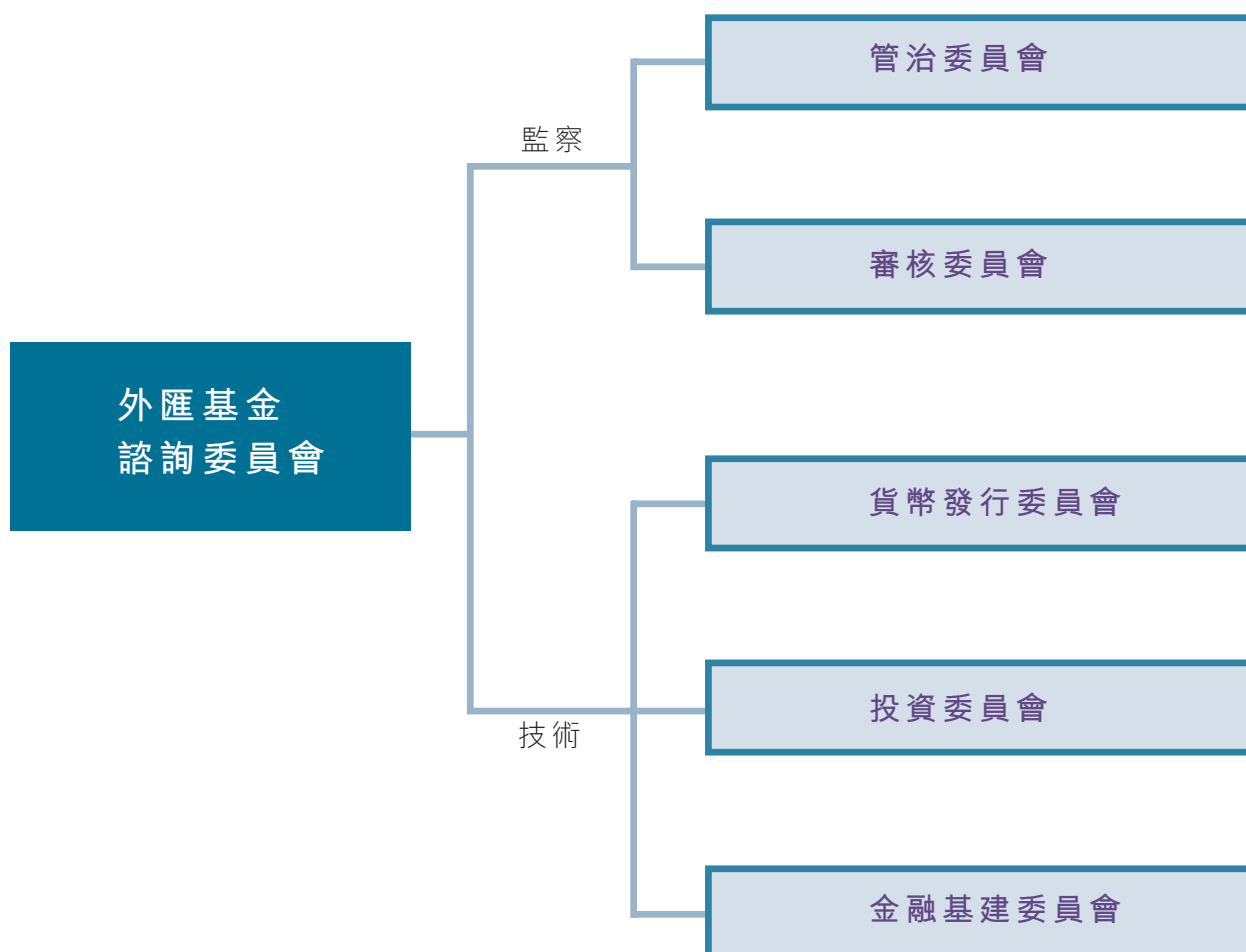 管治委員會
監察
審核委員會
外匯基金
諮詢委員會
貨幣發行委員會
投資委員會
技術
金融基建委員會